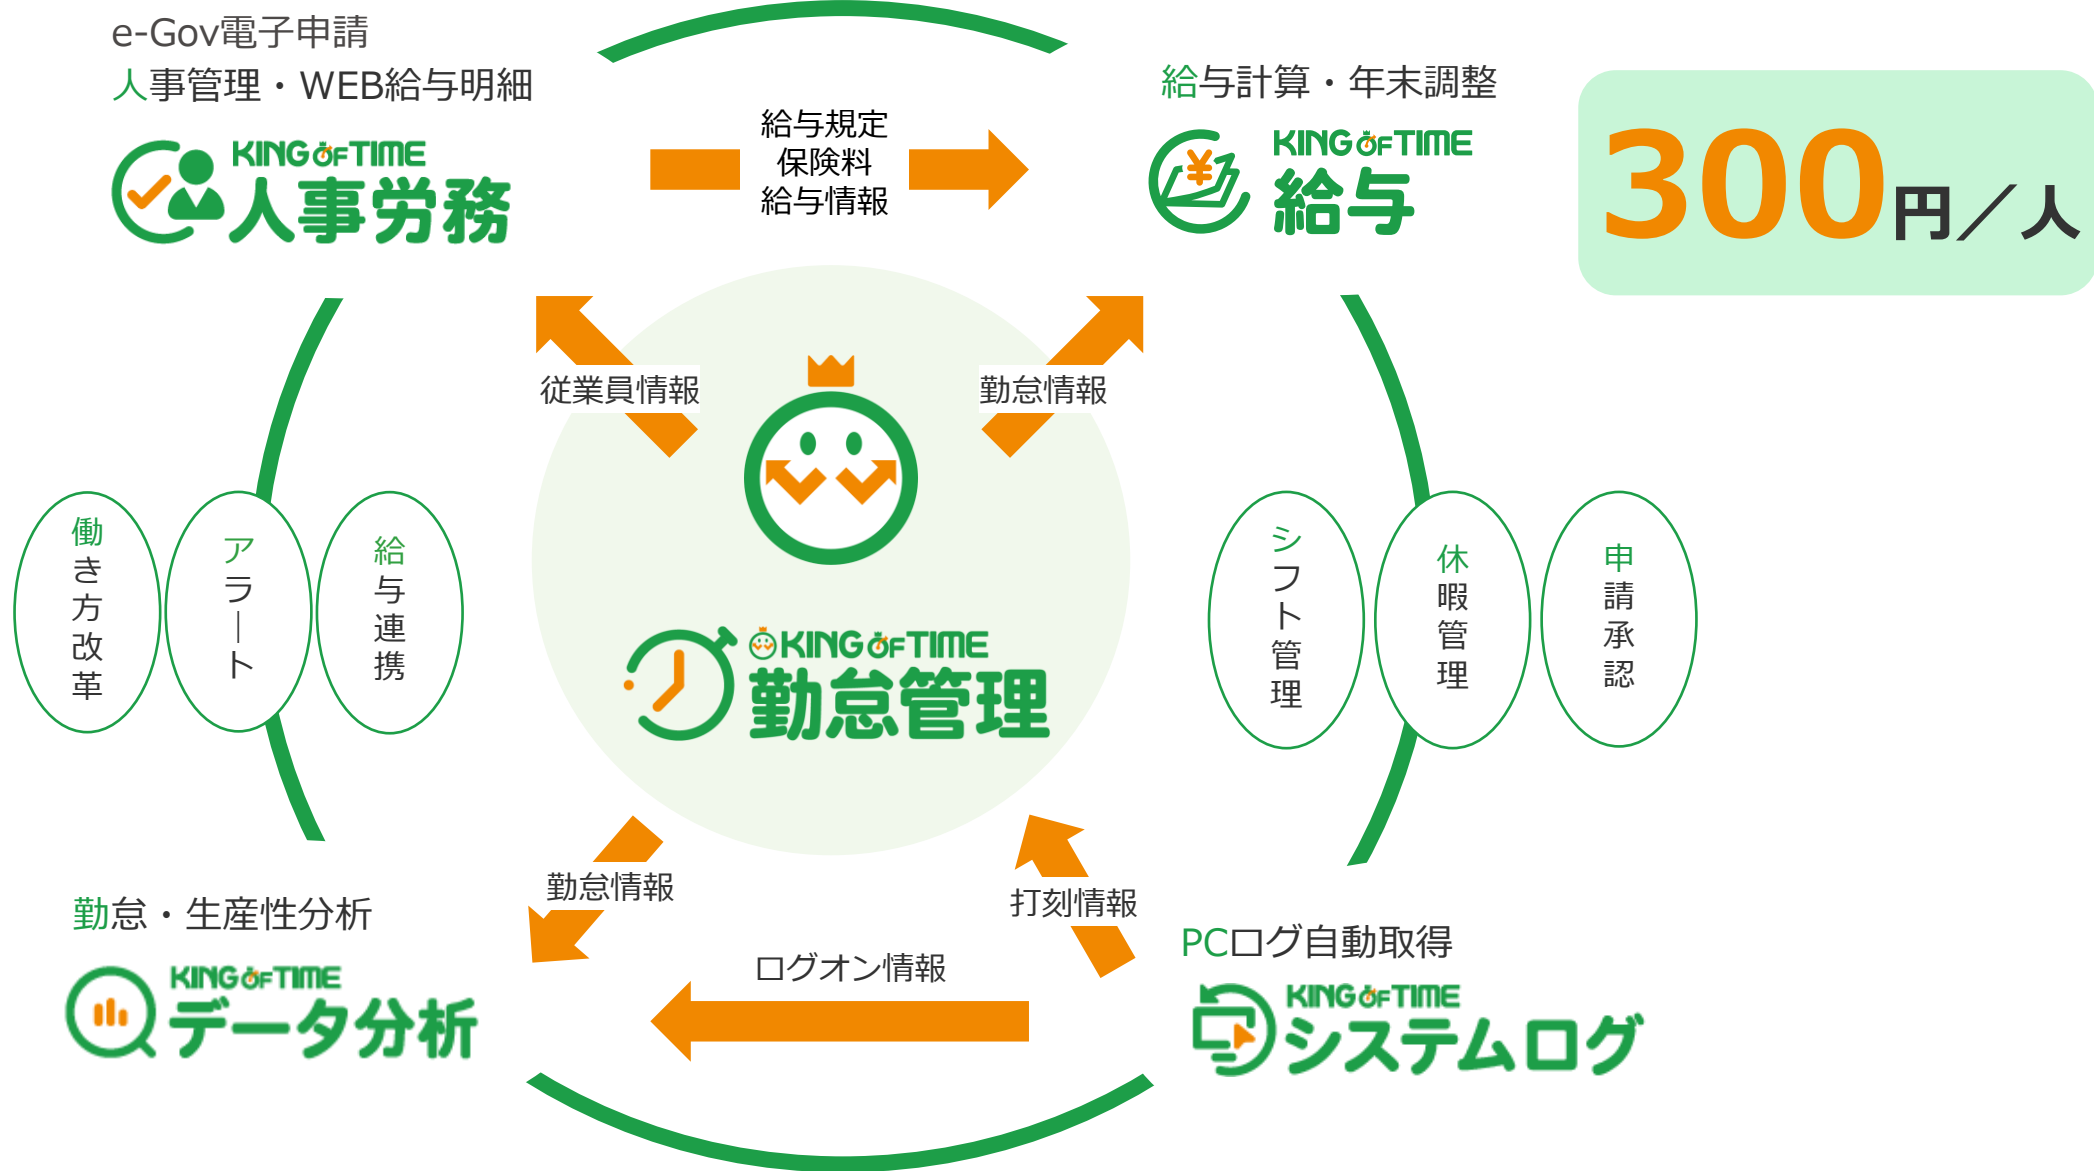 e-Gov電子申請
人事管理・WEB給与明細
KING OF TIME
人事労務
給与規定
保険料
給与情報
給与計算・年末調整
KING OF TIME
給与
300円／人
従業員情報
勤怠情報
働き方改革
アラート
給与連携
KING OF TIME
勤怠管理
シフト管理
休暇管理
申請承認
勤怠情報
打刻情報
勤怠・生産性分析
KING OF TIME
データ分析
ログオン情報
PCログ自動取得
KING OF TIME
システムログ